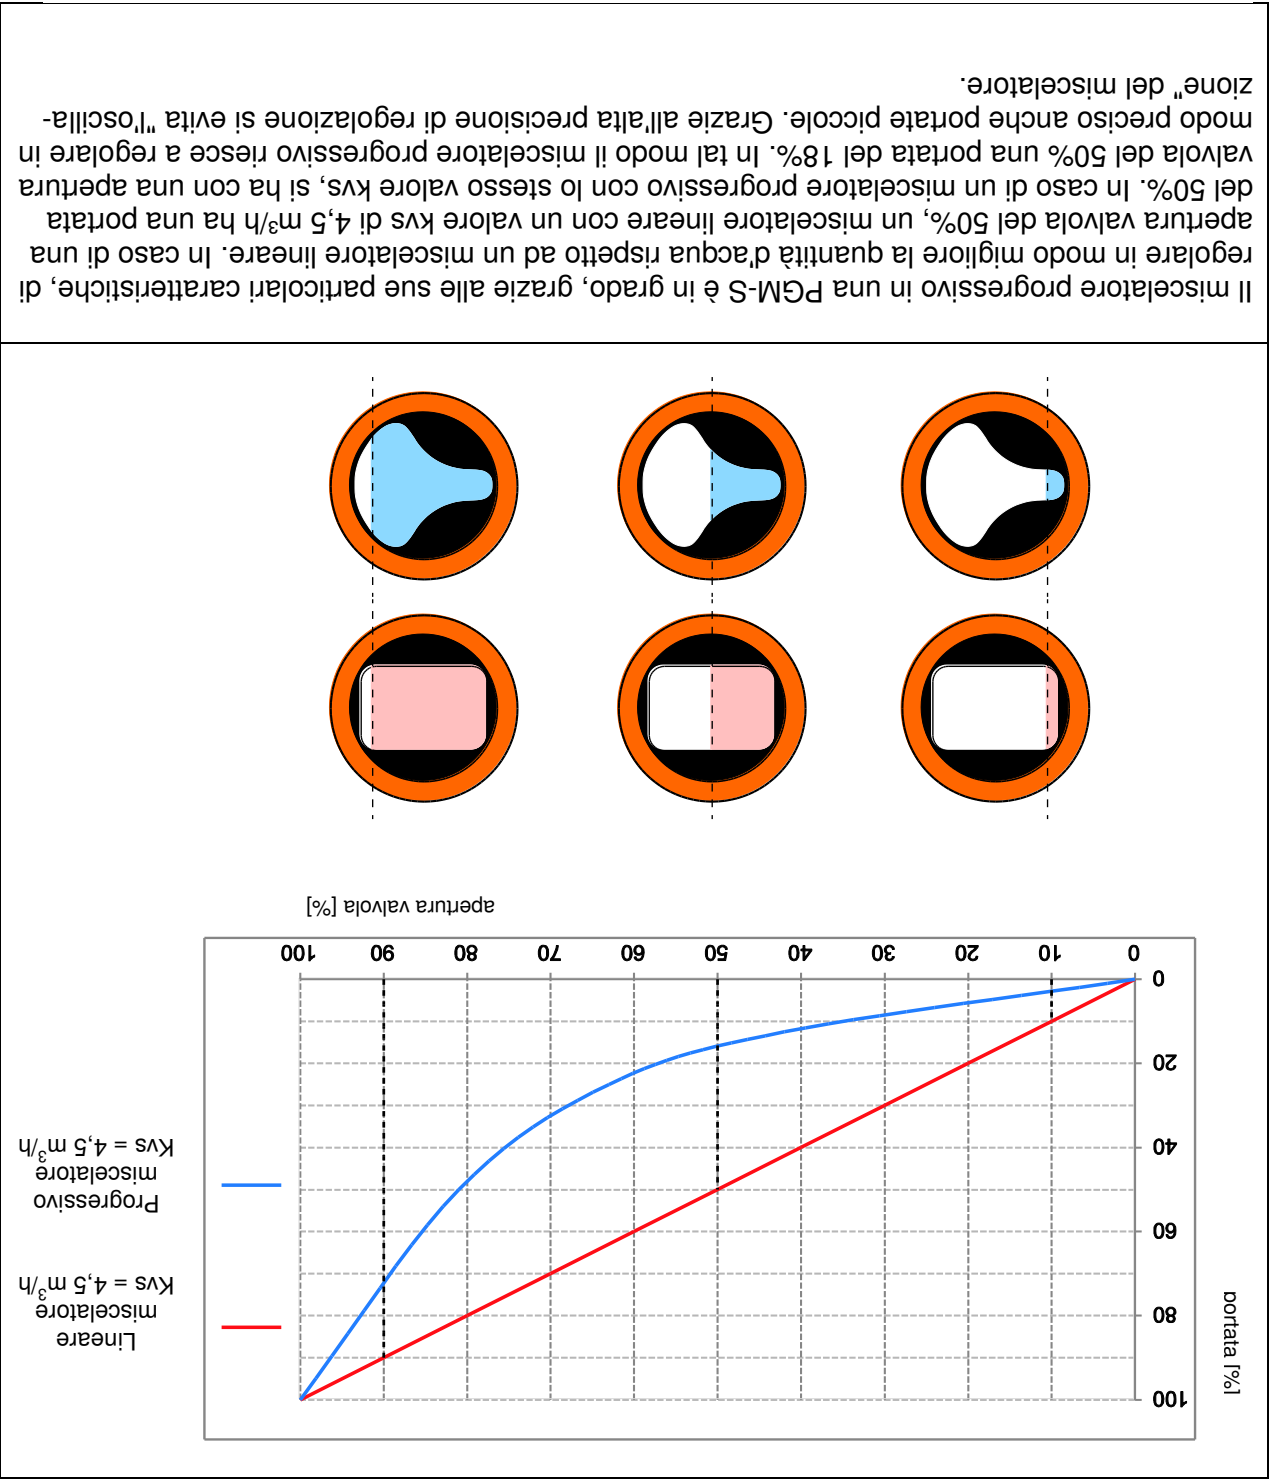 portata [%]
100
80
60
40
20
0
0
10
20
30
40
50
60
70
80
90
100
apertura valvola [%]
Lineare
miscelatore
Kvs = 4,5 m³/h
Progressivo
miscelatore
Kvs = 4,5 m³/h
Il miscelatore progressivo in una PGM-S è in grado, grazie alle sue particolari caratteristiche, di
regolare in modo migliore la quantità d'acqua rispetto ad un miscelatore lineare. In caso di una
apertura valvola del 50%, un miscelatore lineare con un valore kvs di 4,5 m³/h ha una portata
del 50%. In caso di un miscelatore progressivo con lo stesso valore kvs, si ha con una apertura
valvola del 50% una portata del 18%. In tal modo il miscelatore progressivo riesce a regolare in
modo preciso anche portate piccole. Grazie all'alta precisione di regolazione si evita "l'oscilla-
zione" del miscelatore.